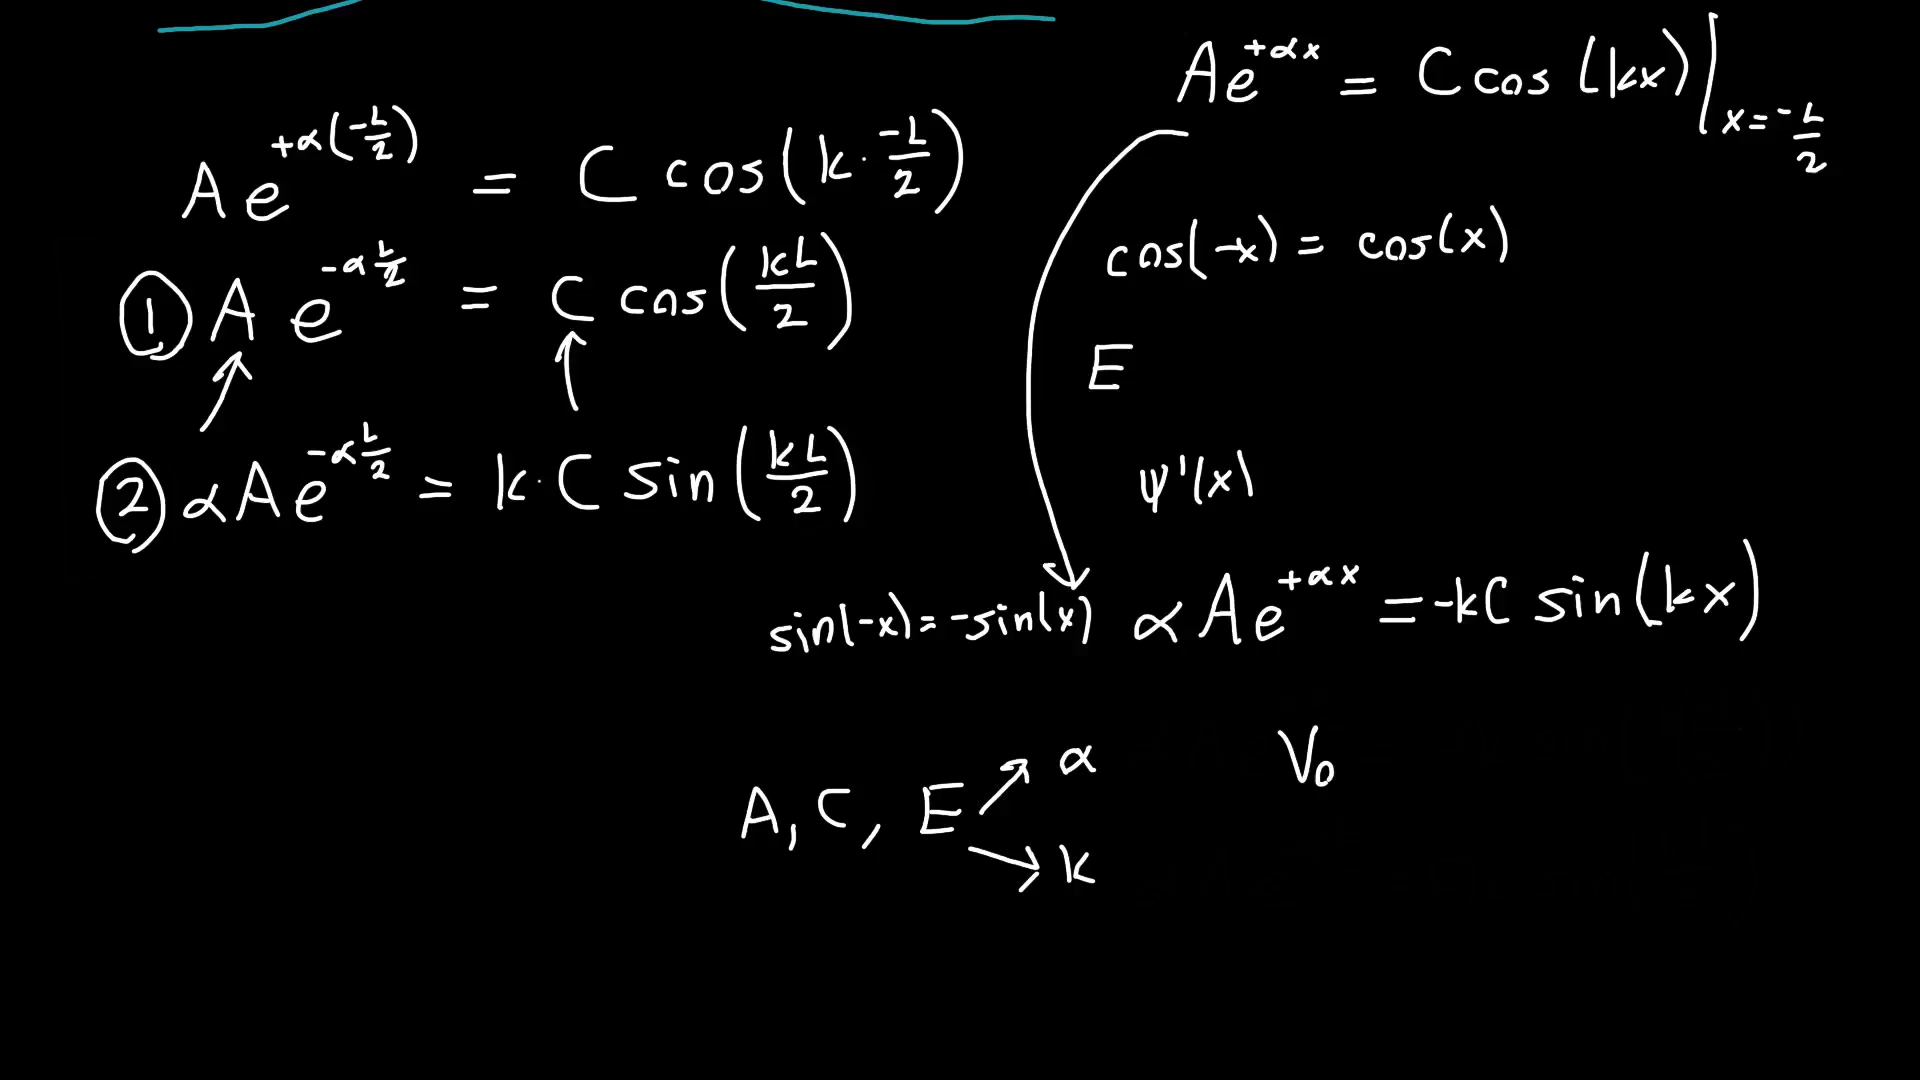 Ae^{+αx} = C cos(kx)|_{x = -L/2}
Ae^{+α(-L/2)} = C cos(k · -L/2)
cos(-x) = cos(x)
① A e^{-αL/2} = C cos(kL/2)
E
② αAe^{-αL/2} = k · C sin(kL/2)
ψ'(x)
sin(-x) = -sin(x)
αAe^{+αx} = -kC sin(kx)
A, C, E
α
k
V₀